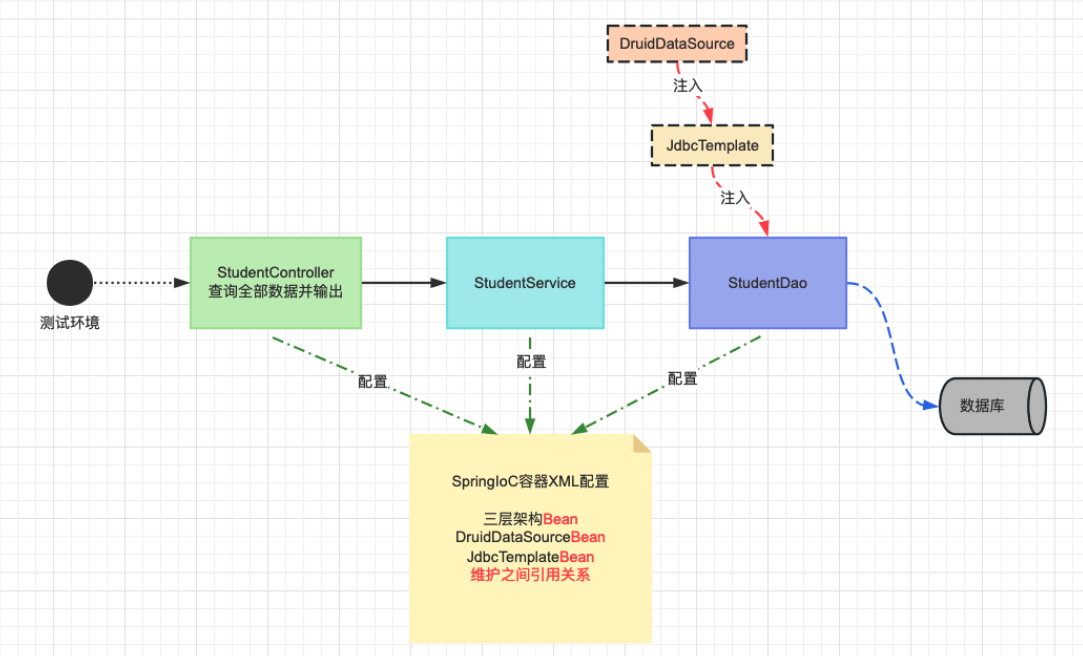 DruidDataSource
注入
JdbcTemplate
注入
StudentController
查询全部数据并输出
StudentService
StudentDao
测试环境
配置
配置
配置
数据库
SpringIoC容器XML配置
三层架构Bean
DruidDataSourceBean
JdbcTemplateBean
维护之间引用关系